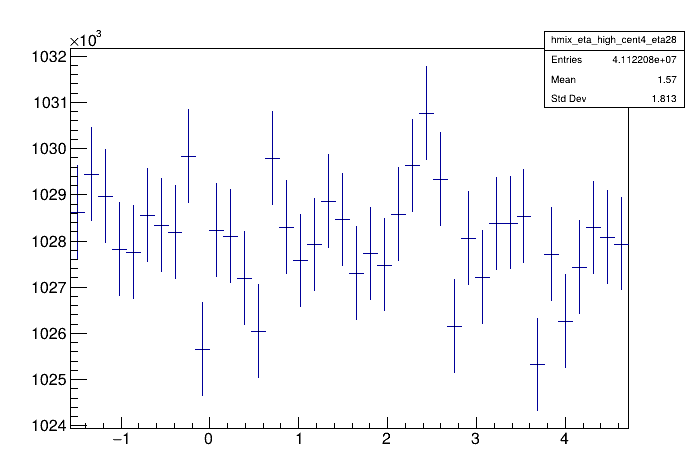 ×10³
hmix_eta_high_cent4_eta28
Entries 4.112208e+07
Mean 1.57
Std Dev 1.813
1032
1031
1030
1029
1028
1027
1026
1025
1024
−1 0 1 2 3 4